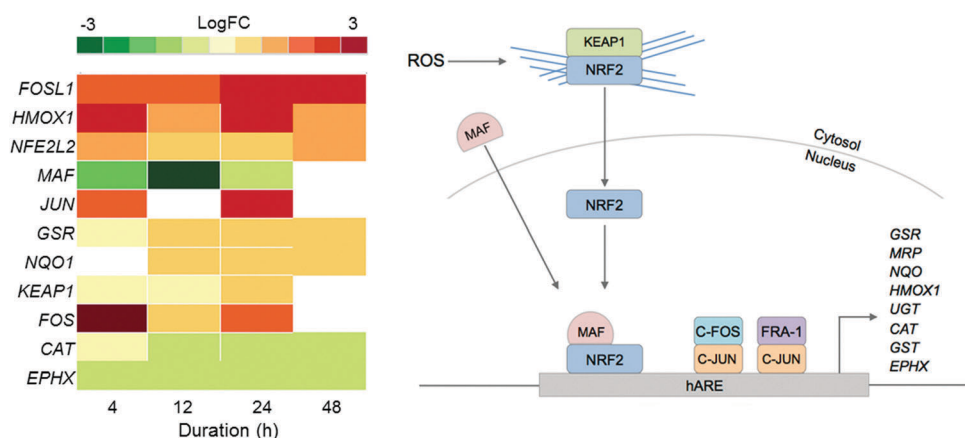 -3 LogFC 3
FOSL1
HMOX1
NFE2L2
MAF
JUN
GSR
NQO1
KEAP1
FOS
CAT
EPHX
4 12 24 48
Duration (h)
ROS
KEAP1
NRF2
MAF
Cytosol
Nucleus
NRF2
MAF
NRF2
C-FOS
C-JUN
FRA-1
C-JUN
hARE
GSR
MRP
NQO
HMOX1
UGT
CAT
GST
EPHX